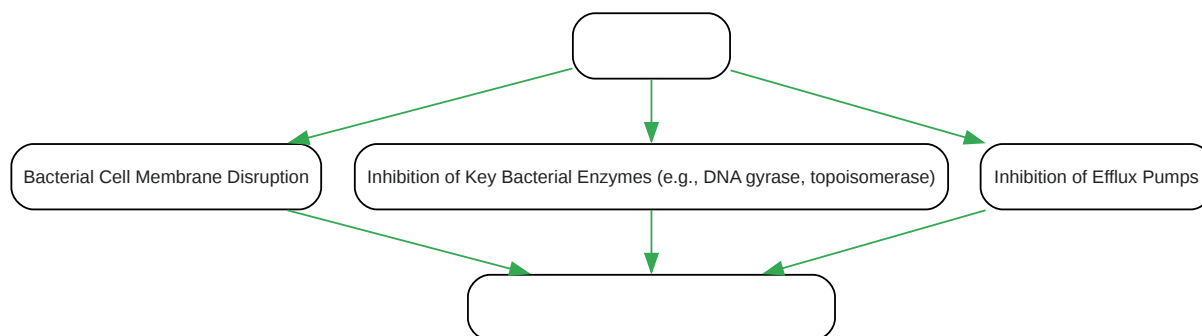 Bacterial Cell Membrane Disruption
Inhibition of Key Bacterial Enzymes (e.g., DNA gyrase, topoisomerase)
Inhibition of Efflux Pumps